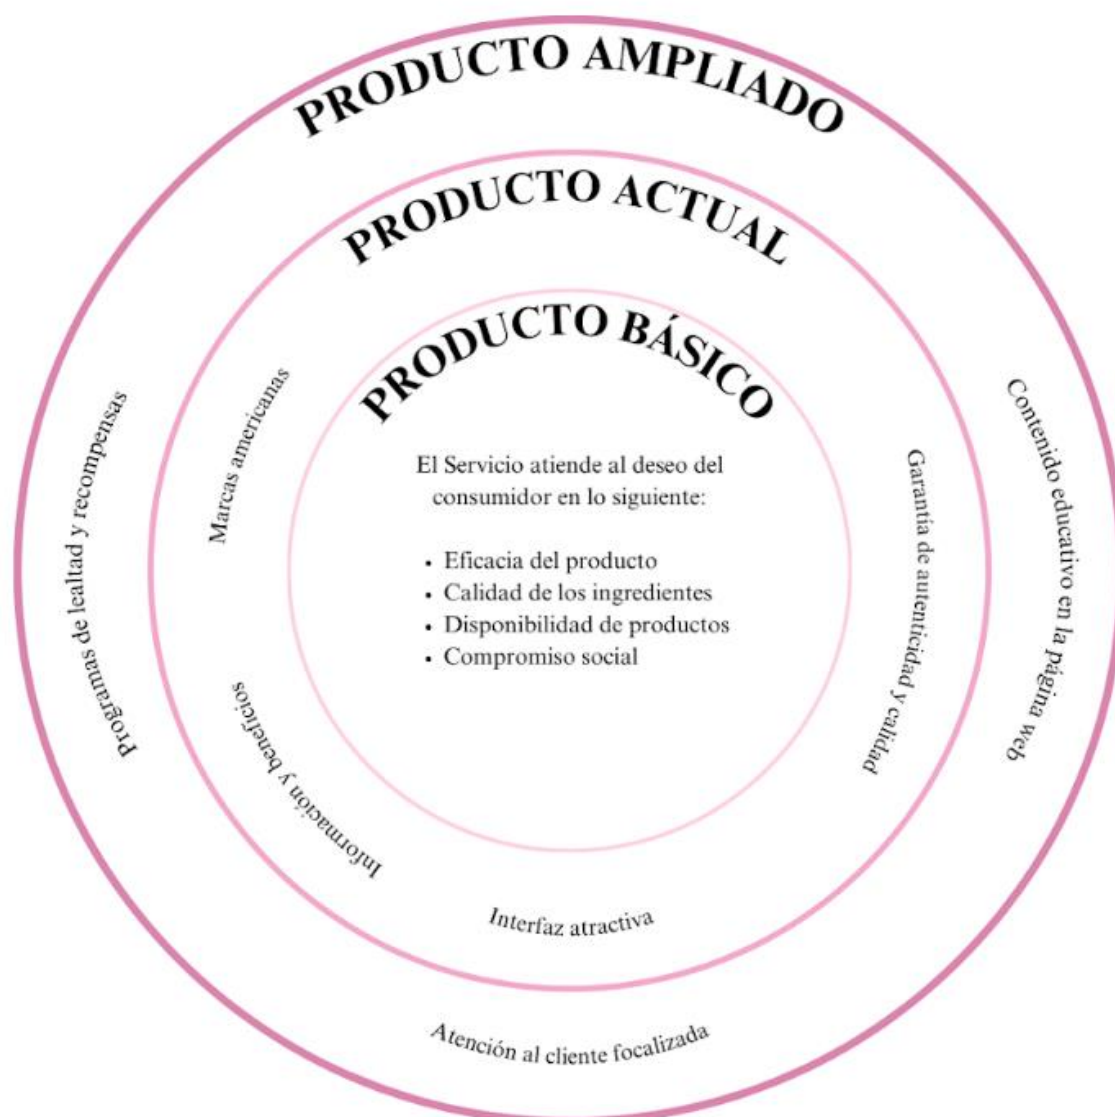 PRODUCTO AMPLIADO
PRODUCTO ACTUAL
PRODUCTO BÁSICO
El Servicio atiende al deseo del
consumidor en lo siguiente:
• Eficacia del producto
• Calidad de los ingredientes
• Disponibilidad de productos
• Compromiso social
Marcas americanas
Información y beneficios
Interfaz atractiva
Garantía de autenticidad y calidad
Programas de lealtad y recompensas
Atención al cliente focalizada
Contenido educativo en la página web